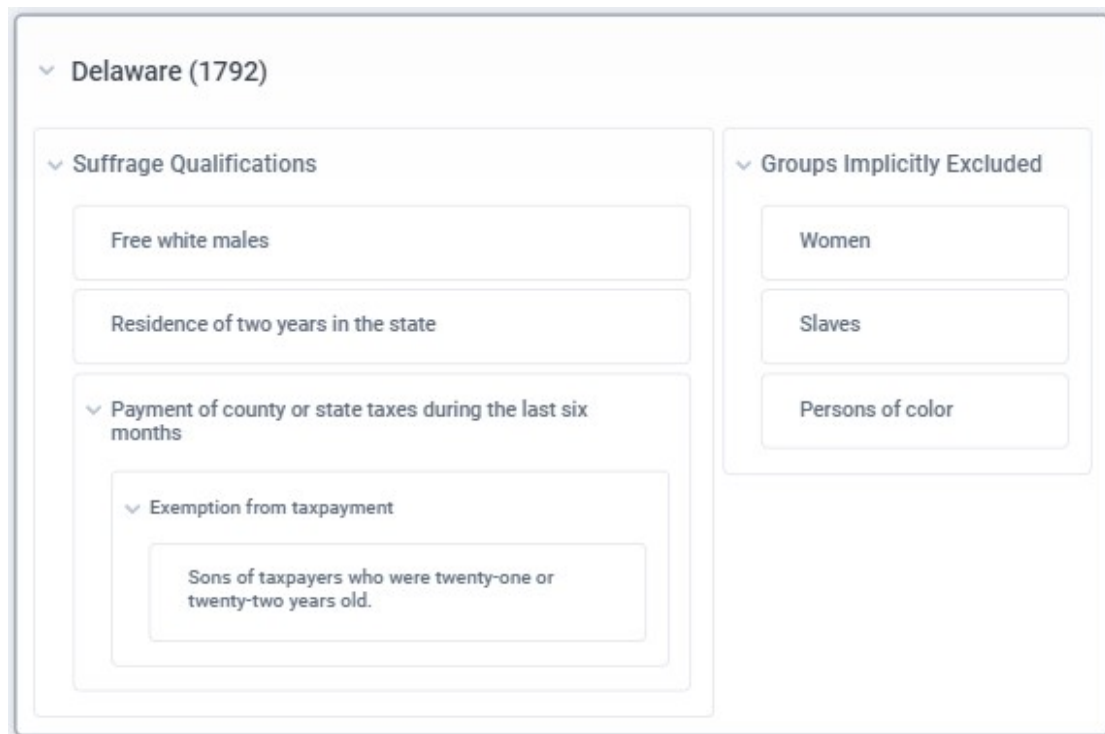 Delaware (1792)
Suffrage Qualifications
Free white males
Residence of two years in the state
Payment of county or state taxes during the last six
months
Exemption from taxpayment
Sons of taxpayers who were twenty-one or
twenty-two years old.
Groups Implicitly Excluded
Women
Slaves
Persons of color